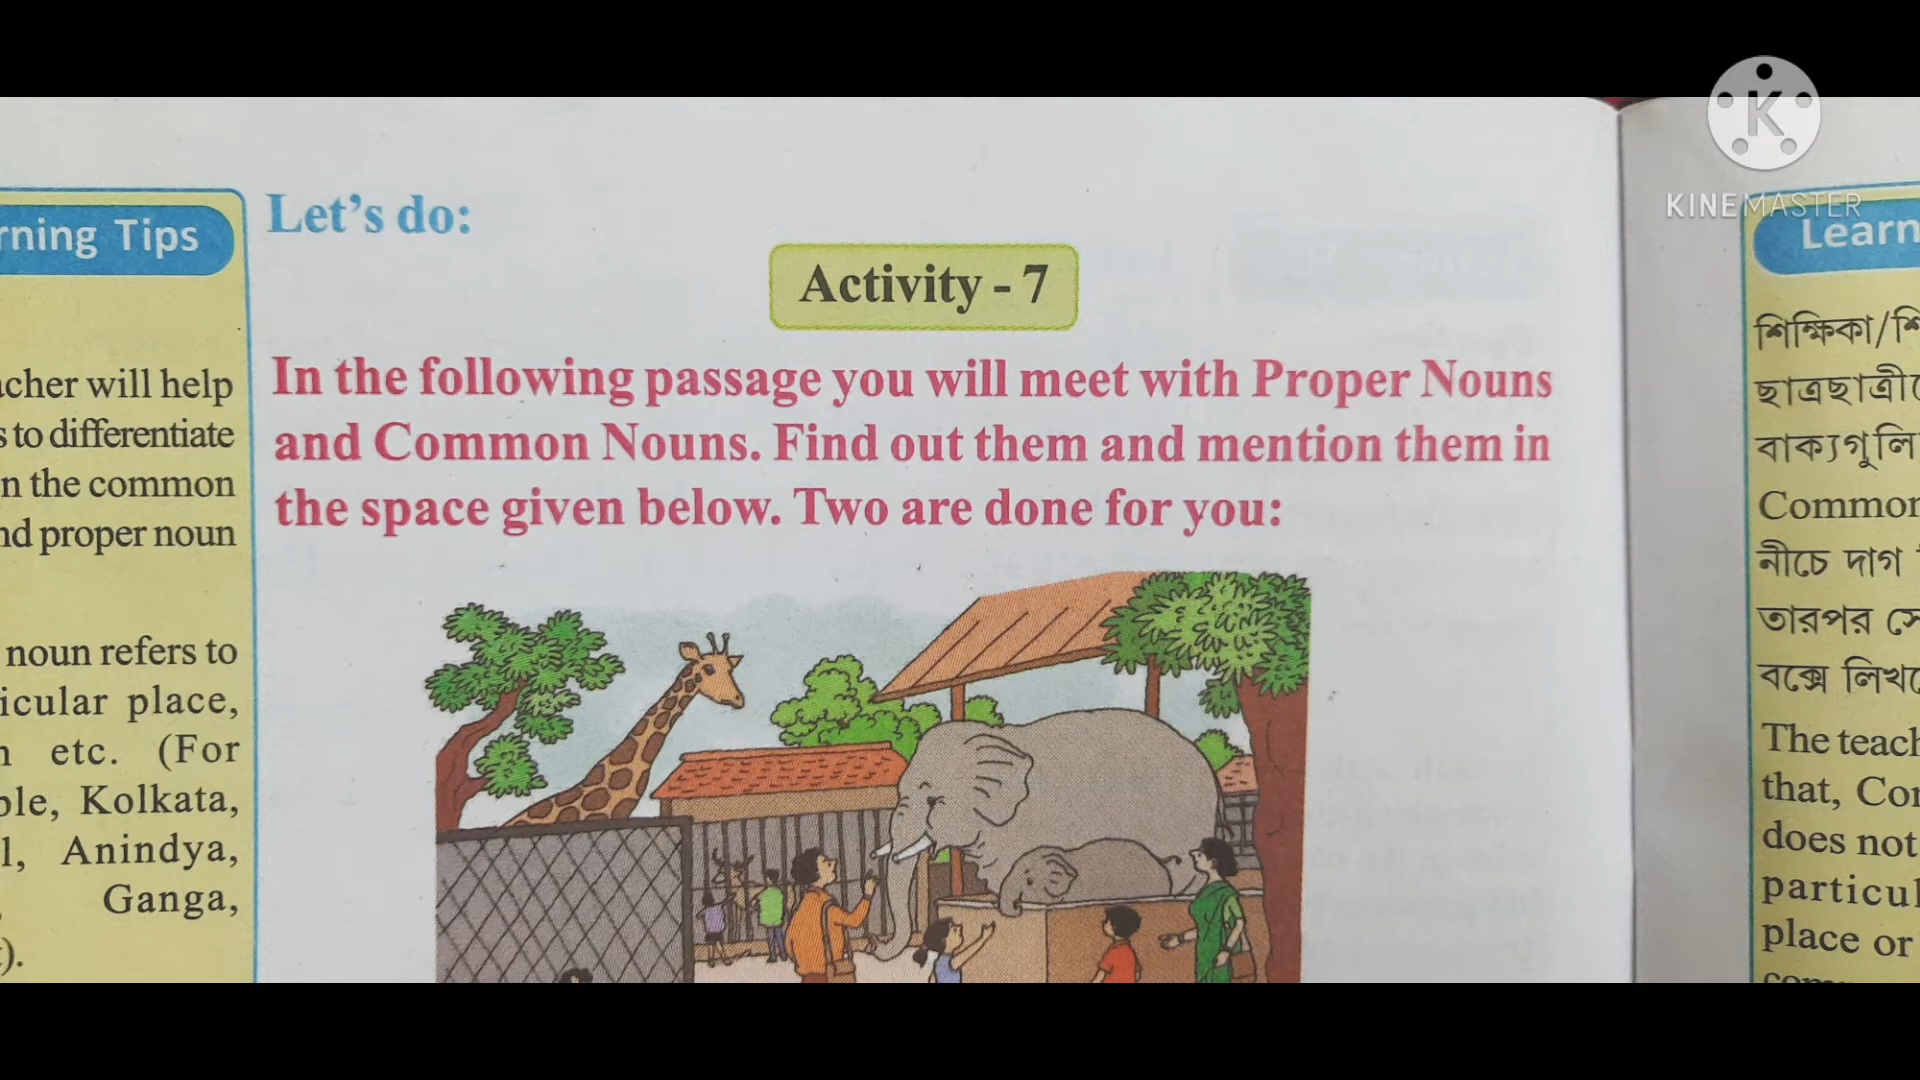 KINEMASTER
rning Tips
cher will help
s to differentiate
n the common
nd proper noun
noun refers to
icular place,
etc. (For
Kolkata,
Anindya,
Ganga,
Let's do:
Activity - 7
In the following passage you will meet with Proper Nouns
and Common Nouns. Find out them and mention them in
the space given below. Two are done for you:
Learn
শিক্ষিকা/শি
ছাত্রছাত্রী
বাক্যগুলি
Common
নীচে দাগ
তারপর
বক্সে লিখ
The teach
that, Co
does not
particul
place or